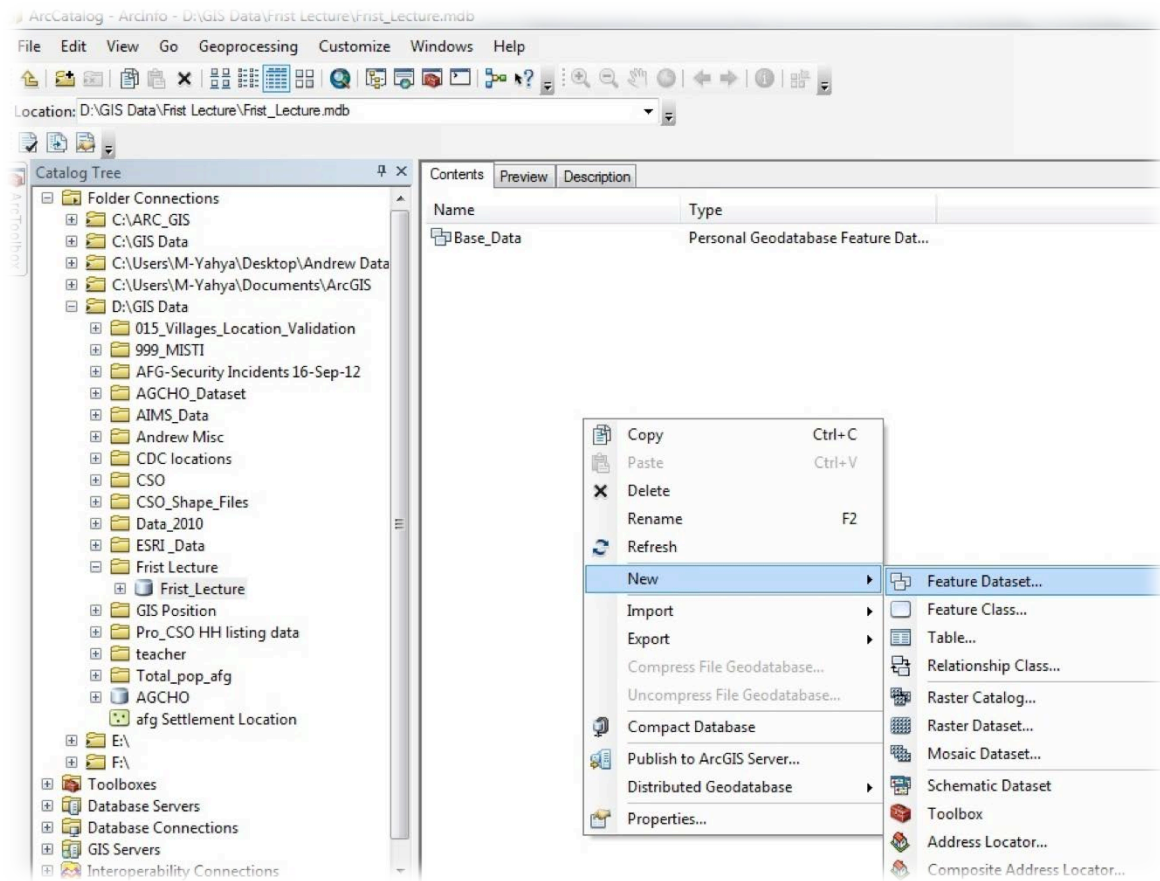 ArcCatalog - ArcInfo - D:\GIS Data\Frist Lecture\Frist_Lecture.mdb
File Edit View Go Geoprocessing Customize Windows Help
Location: D:\GIS Data\Frist Lecture\Frist_Lecture.mdb
ArcToolbox
Catalog Tree
Folder Connections
C:\ARC_GIS
C:\GIS Data
C:\Users\M-Yahya\Desktop\Andrew Data
C:\Users\M-Yahya\Documents\ArcGIS
D:\GIS Data
015_Villages_Location_Validation
999_MISTI
AFG-Security Incidents 16-Sep-12
AGCHO_Dataset
AIMS_Data
Andrew Misc
CDC locations
CSO
CSO_Shape_Files
Data_2010
ESRI_Data
Frist Lecture
Frist_Lecture
GIS Position
Pro_CSO HH listing data
teacher
Total_pop_afg
AGCHO
afg Settlement Location
E:\
F:\
Toolboxes
Database Servers
Database Connections
GIS Servers
Interoperability Connections
Contents Preview Description
Name Type
Base_Data Personal Geodatabase Feature Dat...
Copy Ctrl+C
Paste Ctrl+V
Delete
Rename F2
Refresh
New
Import
Export
Compress File Geodatabase...
Uncompress File Geodatabase...
Compact Database
Publish to ArcGIS Server...
Distributed Geodatabase
Properties...
Feature Dataset...
Feature Class...
Table...
Relationship Class...
Raster Catalog...
Raster Dataset...
Mosaic Dataset...
Schematic Dataset
Toolbox
Address Locator...
Composite Address Locator...